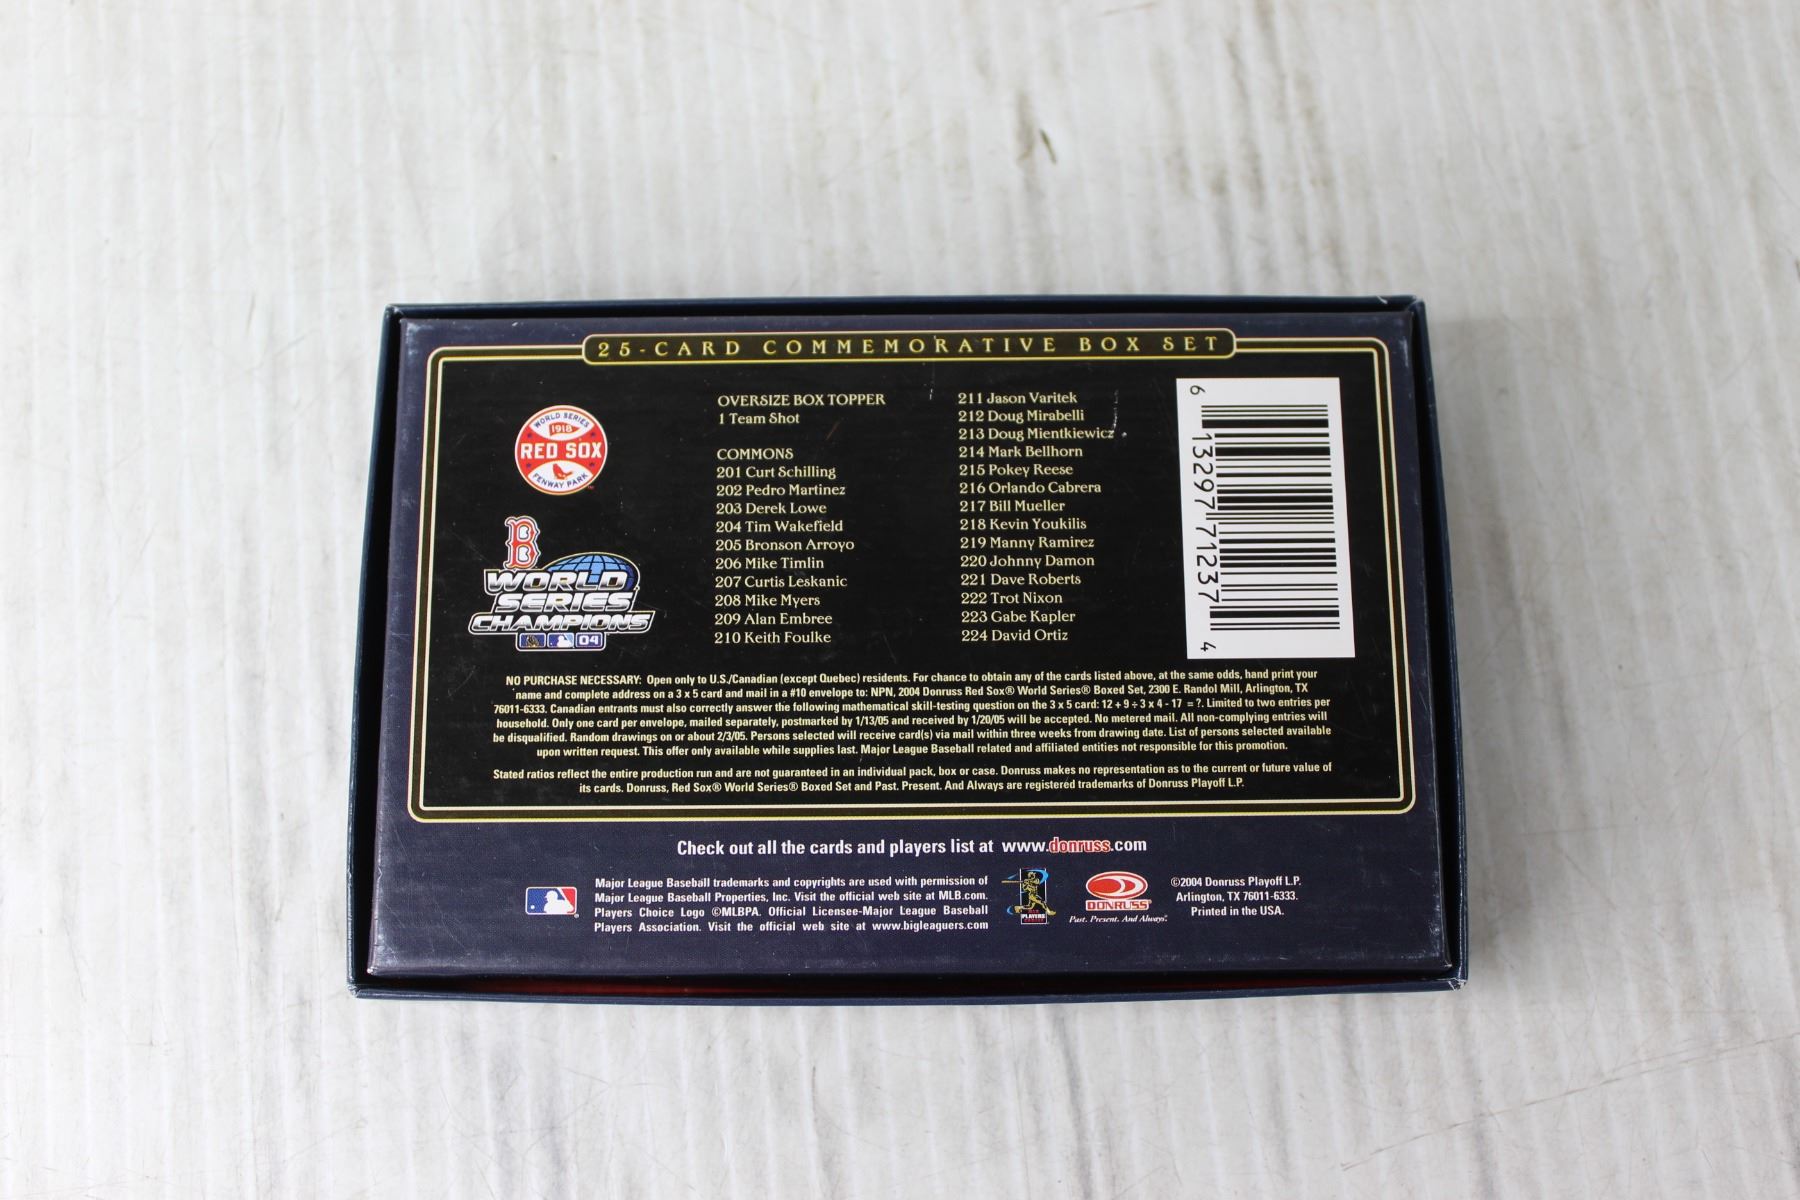 25-CARD COMMEMORATIVE BOX SET
WORLD SERIES
1918
RED SOX
FENWAY PARK
B
WORLD
SERIES
CHAMPIONS
04
OVERSIZE BOX TOPPER
1 Team Shot
COMMONS
201 Curt Schilling
202 Pedro Martinez
203 Derek Lowe
204 Tim Wakefield
205 Bronson Arroyo
206 Mike Timlin
207 Curtis Leskanic
208 Mike Myers
209 Alan Embree
210 Keith Foulke
211 Jason Varitek
212 Doug Mirabelli
213 Doug Mientkiewicz
214 Mark Bellhorn
215 Pokey Reese
216 Orlando Cabrera
217 Bill Mueller
218 Kevin Youkilis
219 Manny Ramirez
220 Johnny Damon
221 Dave Roberts
222 Trot Nixon
223 Gabe Kapler
224 David Ortiz
6 13297 71237 4
NO PURCHASE NECESSARY: Open only to U.S./Canadian (except Quebec) residents. For chance to obtain any of the cards listed above, at the same odds, hand print your
name and complete address on a 3 x 5 card and mail in a #10 envelope to: NPN, 2004 Donruss Red Sox® World Series® Boxed Set, 2300 E. Randol Mill, Arlington, TX
76011-6333. Canadian entrants must also correctly answer the following mathematical skill-testing question on the 3 x 5 card: 12 + 9 ÷ 3 x 4 - 17 = ?. Limited to two entries per
household. Only one card per envelope, mailed separately, postmarked by 1/13/05 and received by 1/20/05 will be accepted. No metered mail. All non-complying entries will
be disqualified. Random drawings on or about 2/3/05. Persons selected will receive card(s) via mail within three weeks from drawing date. List of persons selected available
upon written request. This offer only available while supplies last. Major League Baseball related and affiliated entities not responsible for this promotion.
Stated ratios reflect the entire production run and are not guaranteed in an individual pack, box or case. Donruss makes no representation as to the current or future value of
its cards. Donruss, Red Sox® World Series® Boxed Set and Past. Present. And Always are registered trademarks of Donruss Playoff L.P.
Check out all the cards and players list at www.donruss.com
Major League Baseball trademarks and copyrights are used with permission of
Major League Baseball Properties, Inc. Visit the official web site at MLB.com.
Players Choice Logo ©MLBPA. Official Licensee-Major League Baseball
Players Association. Visit the official web site at www.bigleaguers.com
PLAYERS
DONRUSS
Past. Present. And Always.
©2004 Donruss Playoff L.P.
Arlington, TX 76011-6333.
Printed in the USA.